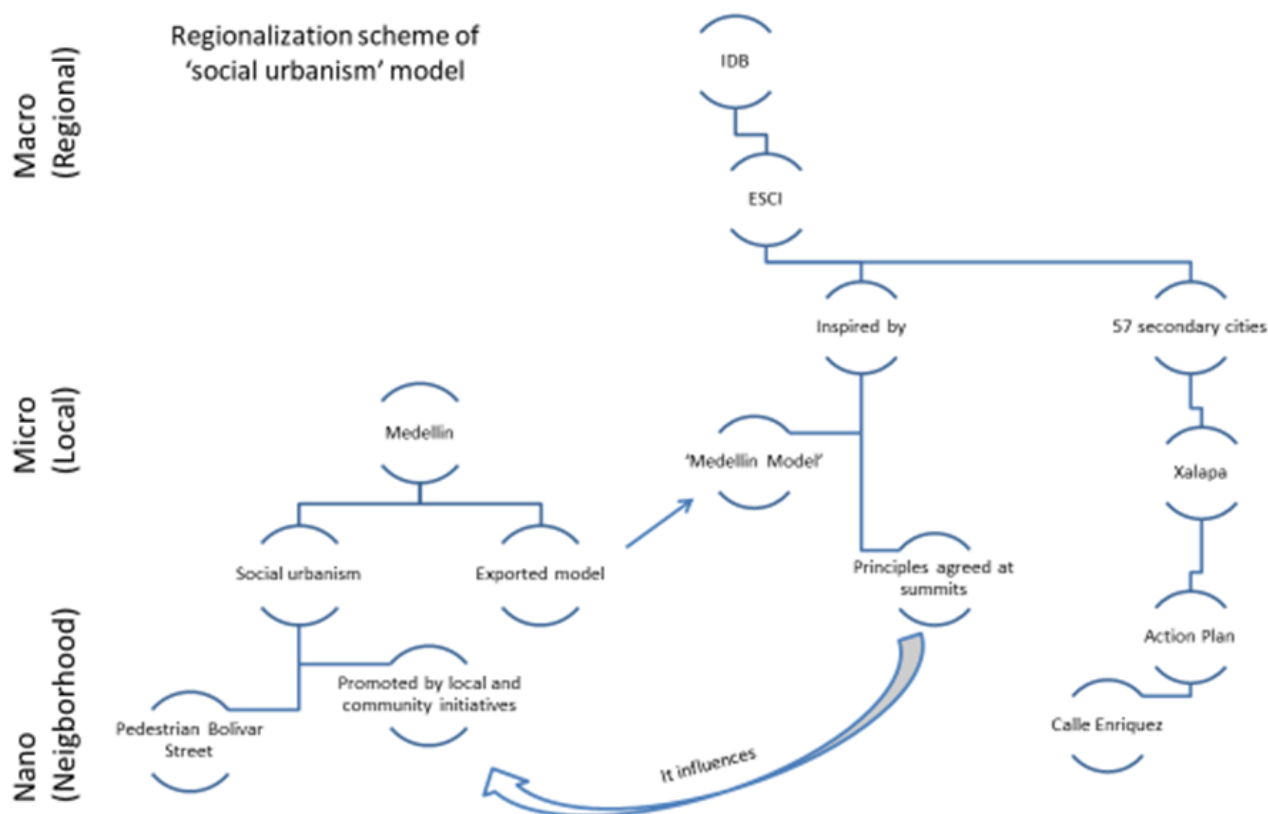 Regionalization scheme of
‘social urbanism’ model
Macro
(Regional)
IDB
ESCI
Inspired by
57 secondary cities
Micro
(Local)
Medellin
‘Medellin Model’
Xalapa
Social urbanism
Exported model
Principles agreed at
summits
Action Plan
Nano
(Neigborhood)
Promoted by local and
community initiatives
Pedestrian Bolivar
Street
Calle Enriquez
It influences